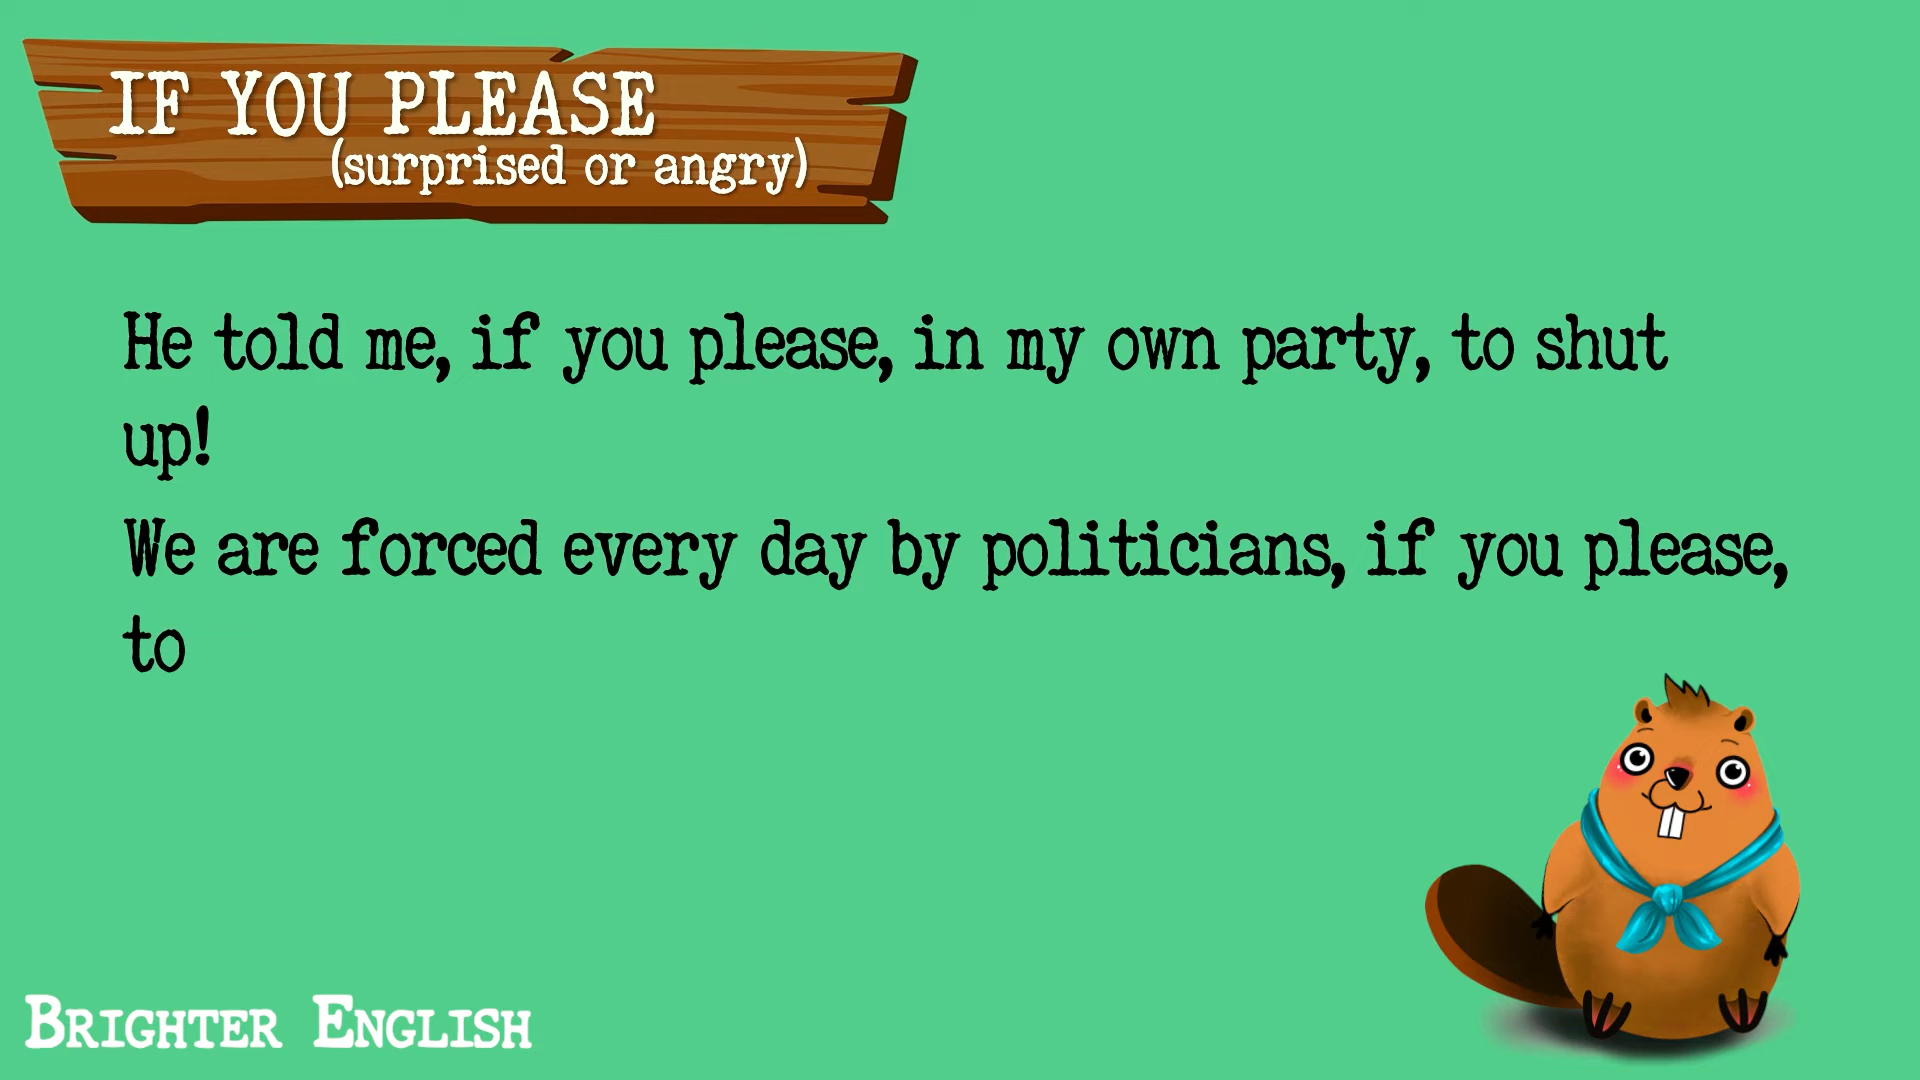 IF YOU PLEASE
(surprised or angry)
He told me, if you please, in my own party, to shut
up!
We are forced every day by politicians, if you please,
to
BRIGHTER ENGLISH